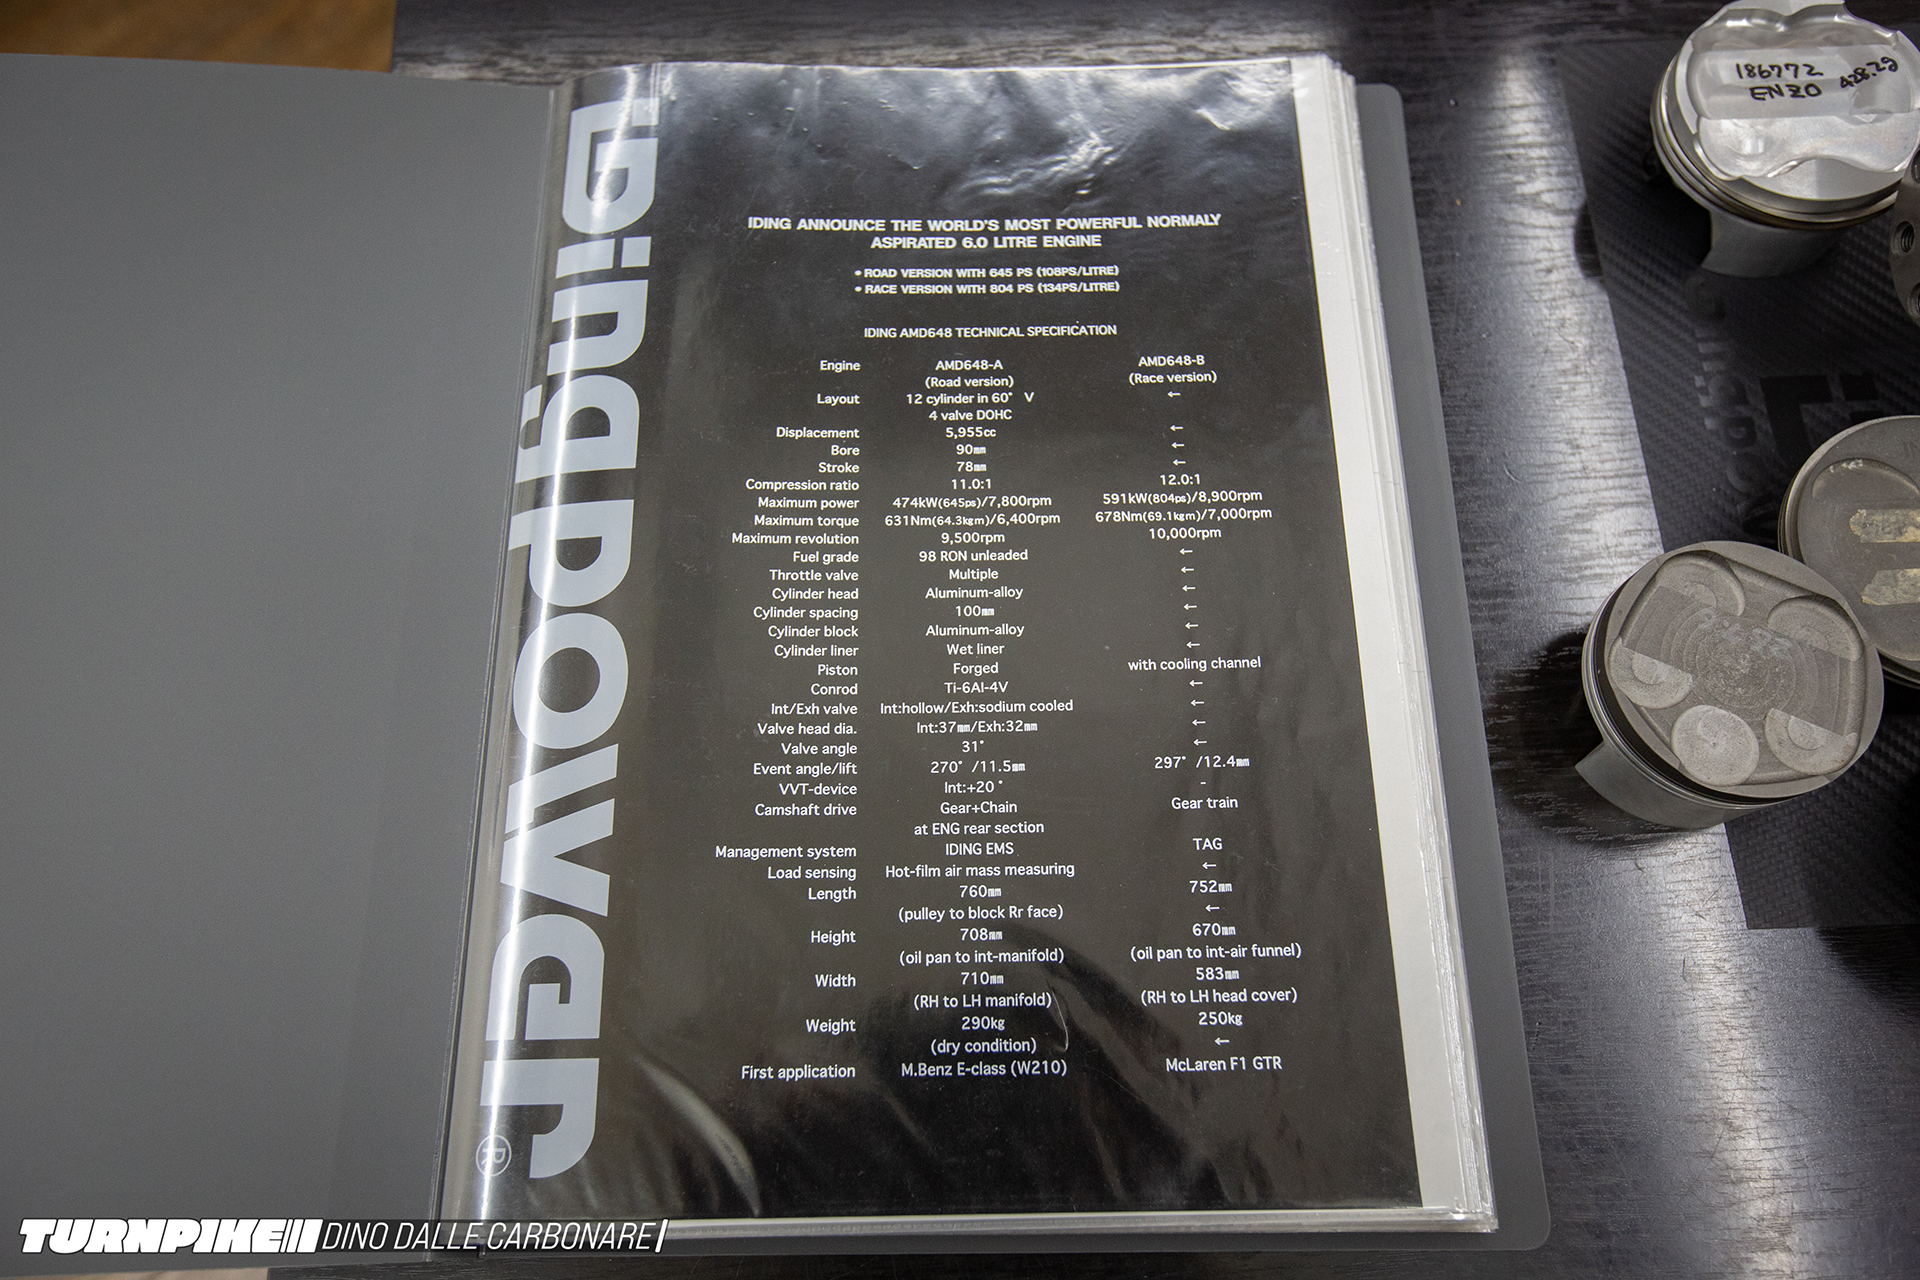 idingpower
®
IDING ANNOUNCE THE WORLD'S MOST POWERFUL NORMALY
ASPIRATED 6.0 LITRE ENGINE
• ROAD VERSION WITH 645 PS (108PS/LITRE)
• RACE VERSION WITH 804 PS (134PS/LITRE)
IDING AMD648 TECHNICAL SPECIFICATION
Engine AMD648-A AMD648-B
(Road version) (Race version)
Layout 12 cylinder in 60° V ←
4 valve DOHC
Displacement 5,955cc ←
Bore 90mm ←
Stroke 78mm ←
Compression ratio 11.0:1 12.0:1
Maximum power 474kW(645ps)/7,800rpm 591kW(804ps)/8,900rpm
Maximum torque 631Nm(64.3kgm)/6,400rpm 678Nm(69.1kgm)/7,000rpm
Maximum revolution 9,500rpm 10,000rpm
Fuel grade 98 RON unleaded ←
Throttle valve Multiple ←
Cylinder head Aluminum-alloy ←
Cylinder spacing 100mm ←
Cylinder block Aluminum-alloy ←
Cylinder liner Wet liner ←
Piston Forged with cooling channel
Conrod Ti-6Al-4V ←
Int/Exh valve Int:hollow/Exh:sodium cooled ←
Valve head dia. Int:37mm/Exh:32mm ←
Valve angle 31° ←
Event angle/lift 270° /11.5mm 297° /12.4mm
VVT-device Int:+20° -
Camshaft drive Gear+Chain Gear train
at ENG rear section
Management system IDING EMS TAG
Load sensing Hot-film air mass measuring ←
Length 760mm 752mm
(pulley to block Rr face) ←
Height 708mm 670mm
(oil pan to int-manifold) (oil pan to int-air funnel)
Width 710mm 583mm
(RH to LH manifold) (RH to LH head cover)
Weight 290kg 250kg
(dry condition) ←
First application M.Benz E-class (W210) McLaren F1 GTR
186772 428.2g
ENZO
TURNPIKE DINO DALLE CARBONARE